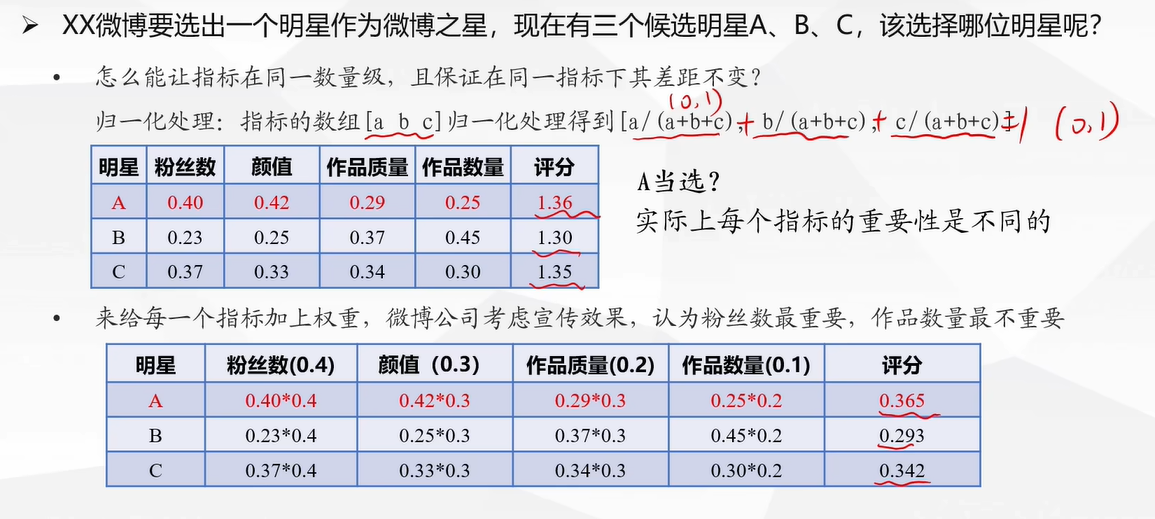 ➢ XX微博要选出一个明星作为微博之星，现在有三个候选明星A、B、C，该选择哪位明星呢？
• 怎么能让指标在同一数量级，且保证在同一指标下其差距不变？
(0,1)
归一化处理：指标的数组[a b c]归一化处理得到[a/(a+b+c)，+ b/(a+b+c)，+ c/(a+b+c)]=1 (0,1)
明星 粉丝数 颜值 作品质量 作品数量 评分
A 0.40 0.42 0.29 0.25 1.36
B 0.23 0.25 0.37 0.45 1.30
C 0.37 0.33 0.34 0.30 1.35
A当选？
实际上每个指标的重要性是不同的
• 来给每一个指标加上权重，微博公司考虑宣传效果，认为粉丝数最重要，作品数量最不重要
明星 粉丝数(0.4) 颜值（0.3） 作品质量(0.2) 作品数量(0.1) 评分
A 0.40*0.4 0.42*0.3 0.29*0.3 0.25*0.2 0.365
B 0.23*0.4 0.25*0.3 0.37*0.3 0.45*0.2 0.293
C 0.37*0.4 0.33*0.3 0.34*0.3 0.30*0.2 0.342